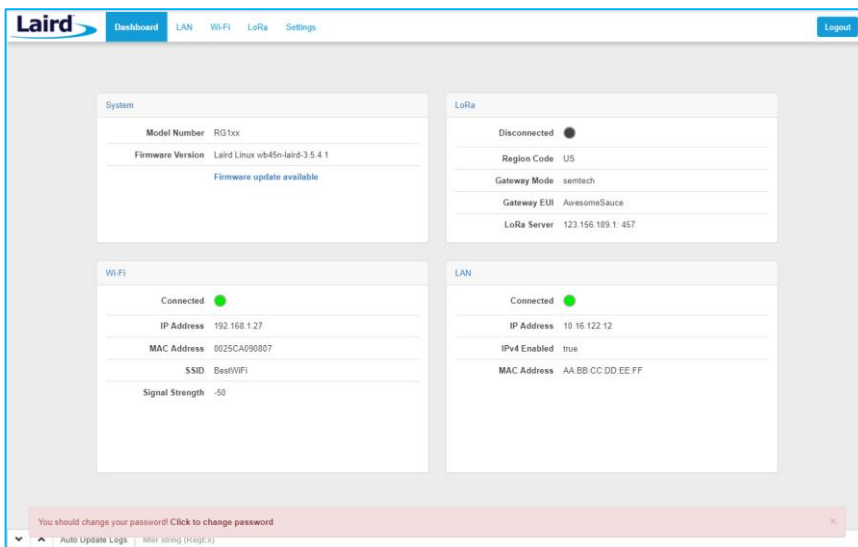 Laird
Dashboard LAN Wi-Fi LoRa Settings Logout
System
Model Number RG1xx
Firmware Version Laird Linux wb45n-laird-3.5.4.1
Firmware update available
LoRa
Disconnected
Region Code US
Gateway Mode semtech
Gateway EUI AwesomeSauce
LoRa Server 123.156.189.1: 457
Wi-Fi
Connected
IP Address 192.168.1.27
MAC Address 0025CA090807
SSID BestWiFi
Signal Strength -50
LAN
Connected
IP Address 10.16.122.12
IPv4 Enabled true
MAC Address AA:BB:CC:DD:EE:FF
You should change your password! Click to change password ×
Auto Update Logs filter string (RegEx)